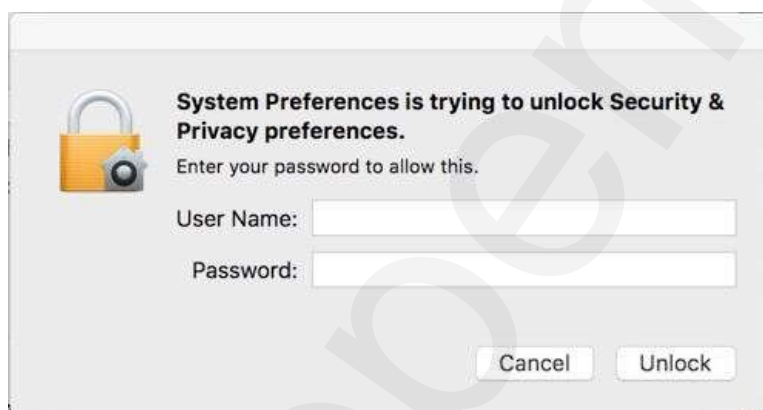 System Preferences is trying to unlock Security &
Privacy preferences.
Enter your password to allow this.
User Name:
Password:
Cancel Unlock